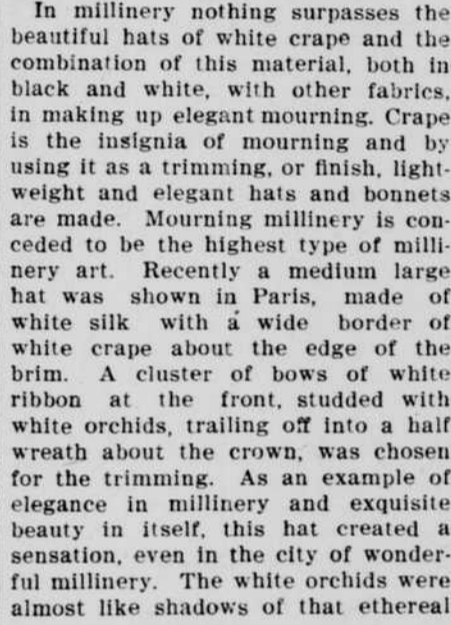 In millinery nothing surpasses the
beautiful hats of white crape and the
combination of this material, both in
black and white, with other fabrics,
in making up elegant mourning. Crape
is the insignia of mourning and by
using it as a trimming, or finish, light-
weight and elegant hats and bonnets
are made. Mourning millinery is con-
ceded to be the highest type of milli-
nery art. Recently a medium large
hat was shown in Paris, made of
white silk with a wide border of
white crape about the edge of the
brim. A cluster of bows of white
ribbon at the front, studded with
white orchids, trailing off into a half
wreath about the crown, was chosen
for the trimming. As an example of
elegance in millinery and exquisite
beauty in itself, this hat created a
sensation, even in the city of wonder-
ful millinery. The white orchids were
almost like shadows of that ethereal